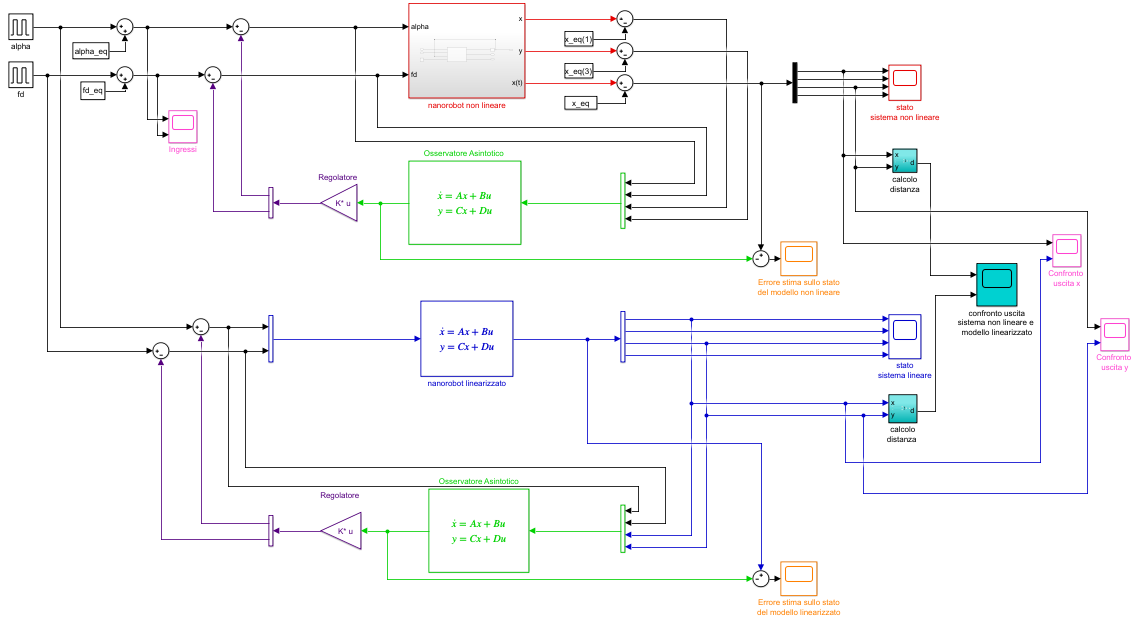 alpha
alpha_eq
fd
fd_eq
Ingressi
alpha
fd
x
y
x(t)
nanorobot non lineare
x_eq(1)
x_eq(3)
x_eq
stato
sistema non lineare
x
y
d
calcolo
distanza
Regolatore
K* u
Osservatore Asintotico
ẋ = Ax + Bu
y = Cx + Du
Errore stima sullo stato
del modello non lineare
Confronto
uscita x
confronto uscita
sistema non lineare e
modello linearizzato
Confronto
uscita y
ẋ = Ax + Bu
y = Cx + Du
nanorobot linearizzato
stato
sistema lineare
x
y
d
calcolo
distanza
Regolatore
K* u
Osservatore Asintotico
ẋ = Ax + Bu
y = Cx + Du
Errore stima sullo stato
del modello linearizzato